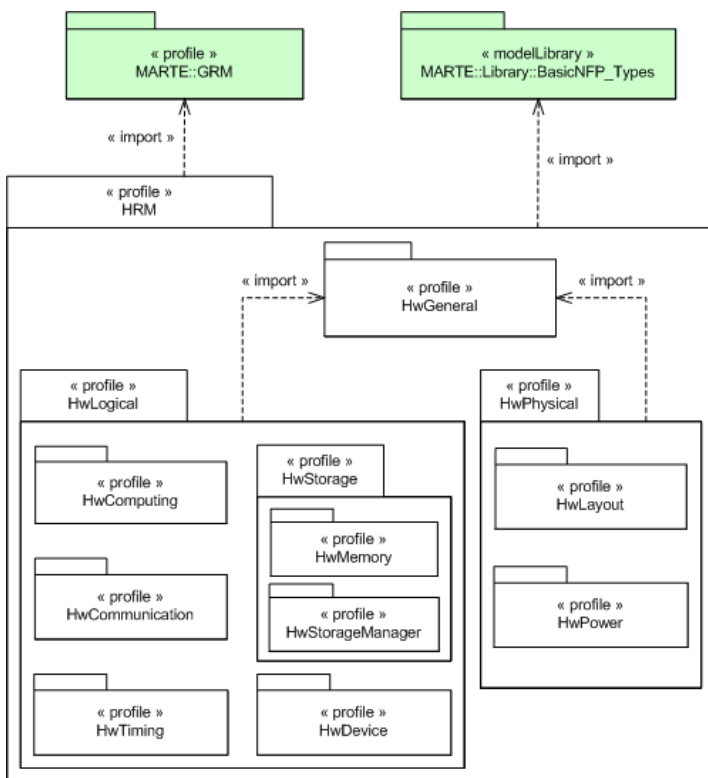 « profile »
MARTE::GRM
« modelLibrary »
MARTE::Library::BasicNFP_Types
« import »
« import »
« profile »
HRM
« import »
« profile »
HwGeneral
« import »
« profile »
HwLogical
« profile »
HwPhysical
« profile »
HwComputing
« profile »
HwStorage
« profile »
HwMemory
« profile »
HwLayout
« profile »
HwCommunication
« profile »
HwStorageManager
« profile »
HwPower
« profile »
HwTiming
« profile »
HwDevice